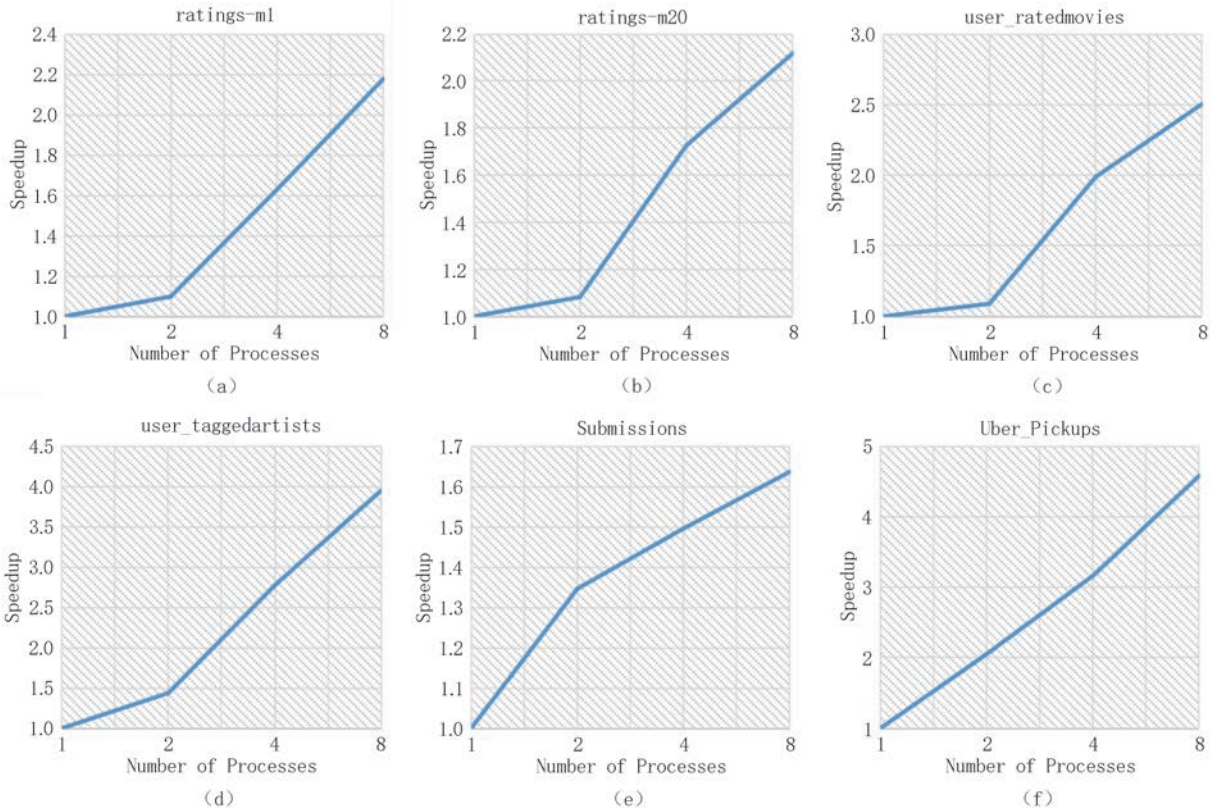 ratings-m1
2.4
2.2
2.0
1.8
1.6
1.4
1.2
1.0
Speedup
1 2 4 8
Number of Processes
(a)
ratings-m20
2.2
2.0
1.8
1.6
1.4
1.2
1.0
Speedup
1 2 4 8
Number of Processes
(b)
user_ratedmovies
3.0
2.5
2.0
1.5
1.0
Speedup
1 2 4 8
Number of Processes
(c)
user_taggedartists
4.5
4.0
3.5
3.0
2.5
2.0
1.5
1.0
Speedup
1 2 4 8
Number of Processes
(d)
Submissions
1.7
1.6
1.5
1.4
1.3
1.2
1.1
1.0
Speedup
1 2 4 8
Number of Processes
(e)
Uber_Pickups
5
4
3
2
1
Speedup
1 2 4 8
Number of Processes
(f)